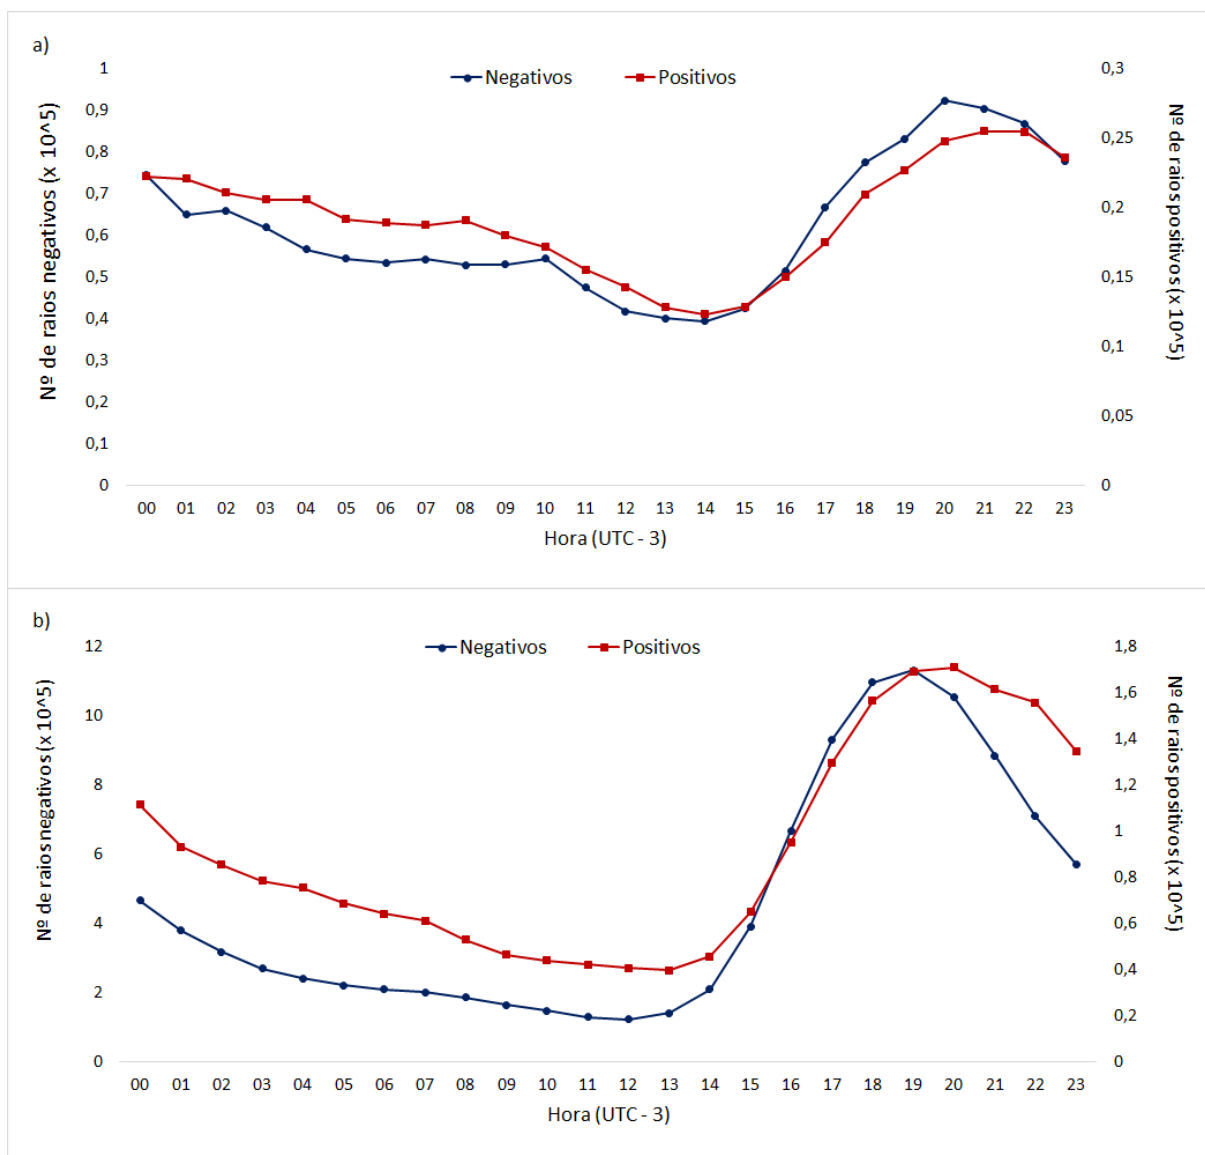 a)
Negativos
Positivos
Nº de raios negativos (x 10^5)
1
0,9
0,8
0,7
0,6
0,5
0,4
0,3
0,2
0,1
0
0,3
0,25
0,2
0,15
0,1
0,05
0
Nº de raios positivos (x 10^5)
00 01 02 03 04 05 06 07 08 09 10 11 12 13 14 15 16 17 18 19 20 21 22 23
Hora (UTC - 3)
b)
Negativos
Positivos
Nº de raios negativos (x 10^5)
12
10
8
6
4
2
0
1,8
1,6
1,4
1,2
1
0,8
0,6
0,4
0,2
0
Nº de raios positivos (x 10^5)
00 01 02 03 04 05 06 07 08 09 10 11 12 13 14 15 16 17 18 19 20 21 22 23
Hora (UTC - 3)